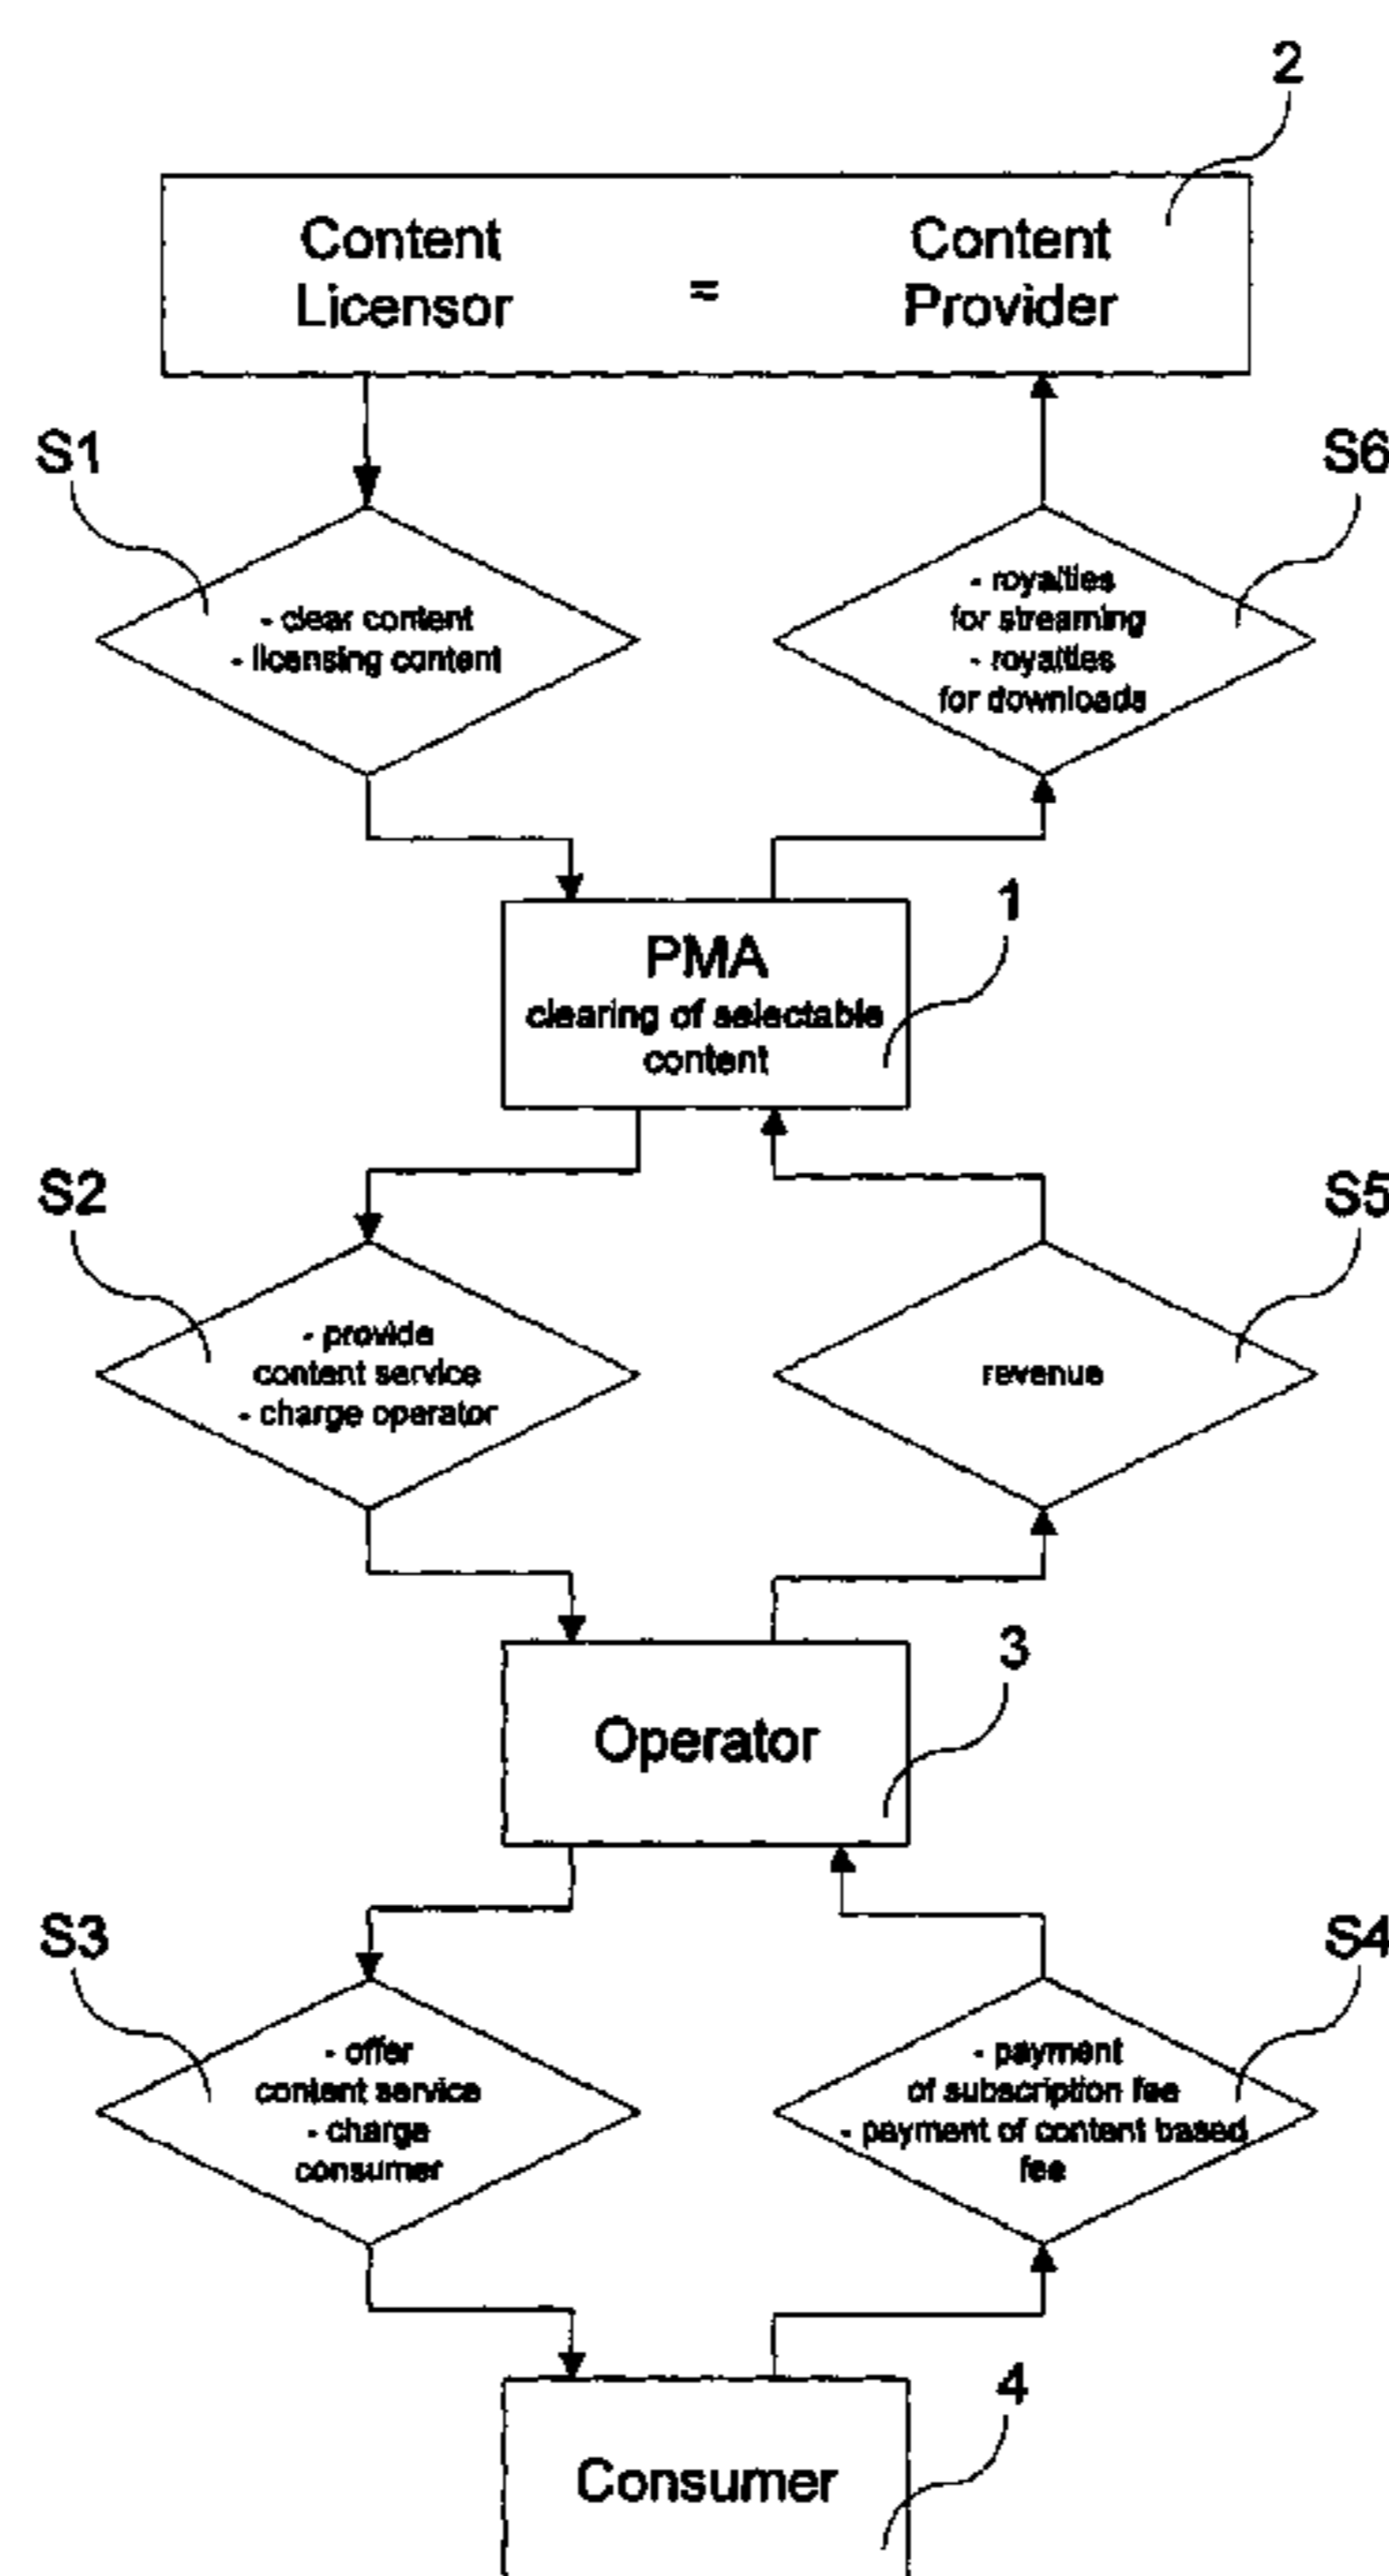 2
Content
Licensor
=
Content
Provider
S1
S6
- clear content
- licensing content
- royalties
for streaming
- royalties
for downloads
1
PMA
clearing of selectable
content
S2
S5
- provide
content service
- charge operator
revenue
3
Operator
S3
S4
- offer
content service
- charge
consumer
- payment
of subscription fee
- payment of content based
fee
4
Consumer